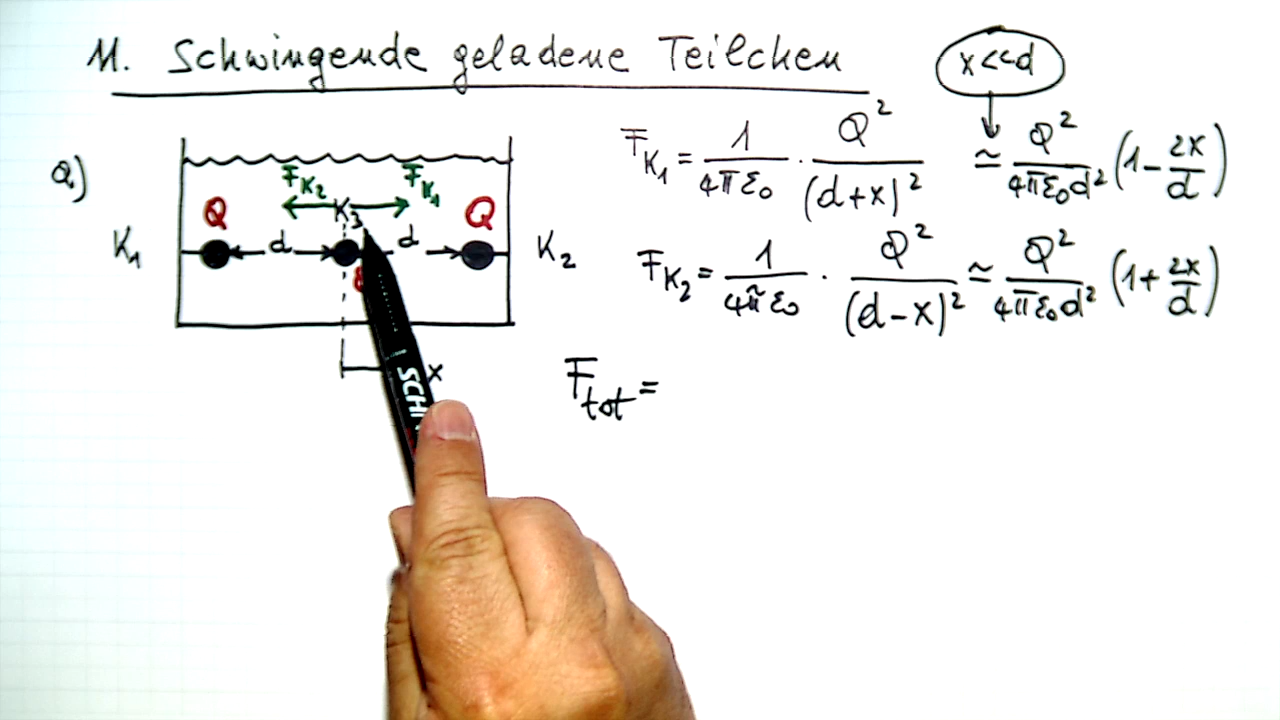 M. Schwingende geladene Teilchen
x<<d
a)
F_K₂ F_K₁
K₃
Q Q
d d
K₁ K₂
x
F_K₁ = 1/(4πε₀) · Q²/(d+x)² ≃ Q²/(4πε₀d²) (1 - 2x/d)
F_K₂ = 1/(4πε₀) · Q²/(d-x)² ≃ Q²/(4πε₀d²) (1 + 2x/d)
F_tot =
SCH